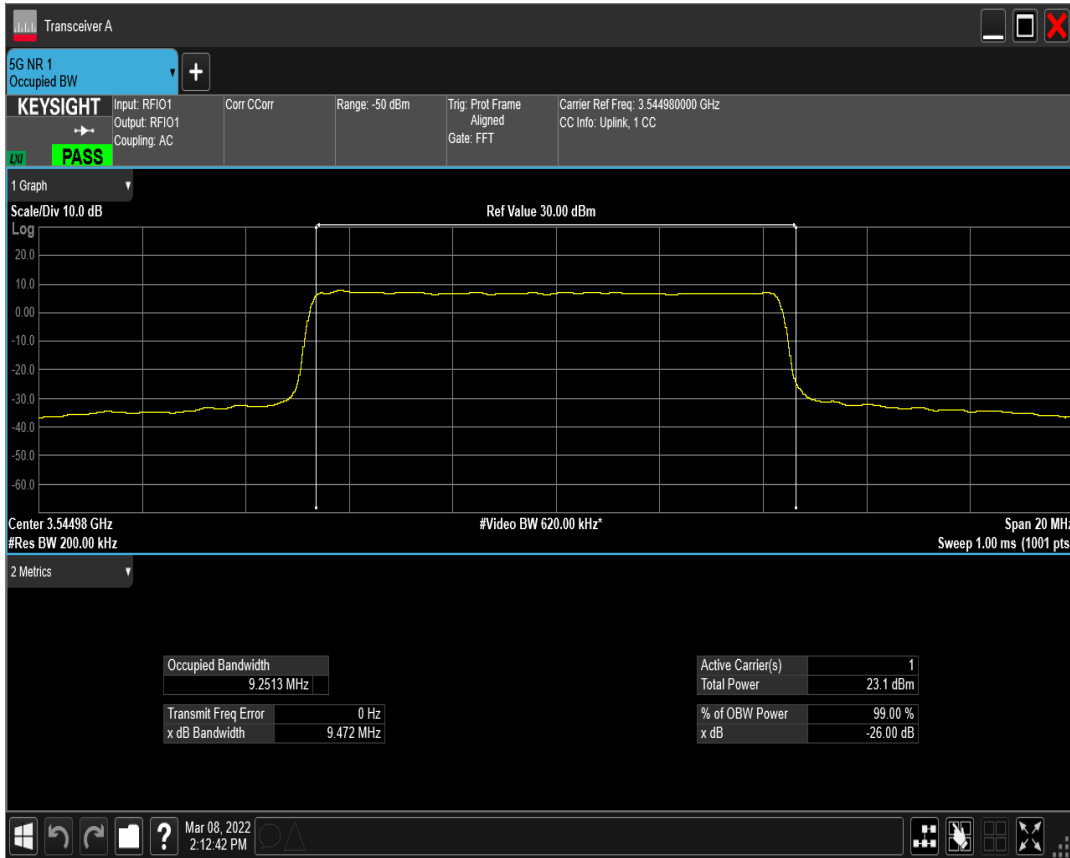 Transceiver A
5G NR 1
Occupied BW
+
KEYSIGHT
LXI
PASS
Input: RFIO1
Output: RFIO1
Coupling: AC
Corr CCorr
Range: -50 dBm
Trig: Prot Frame
Aligned
Gate: FFT
Carrier Ref Freq: 3.544980000 GHz
CC Info: Uplink, 1 CC
1 Graph
Scale/Div 10.0 dB
Ref Value 30.00 dBm
Log
20.0
10.0
0.00
-10.0
-20.0
-30.0
-40.0
-50.0
-60.0
Center 3.54498 GHz
#Video BW 620.00 kHz*
Span 20 MHz
#Res BW 200.00 kHz
Sweep 1.00 ms (1001 pts
2 Metrics
Occupied Bandwidth
9.2513 MHz
Transmit Freq Error 0 Hz
x dB Bandwidth 9.472 MHz
Active Carrier(s) 1
Total Power 23.1 dBm
% of OBW Power 99.00 %
x dB -26.00 dB
?
Mar 08, 2022
2:12:42 PM